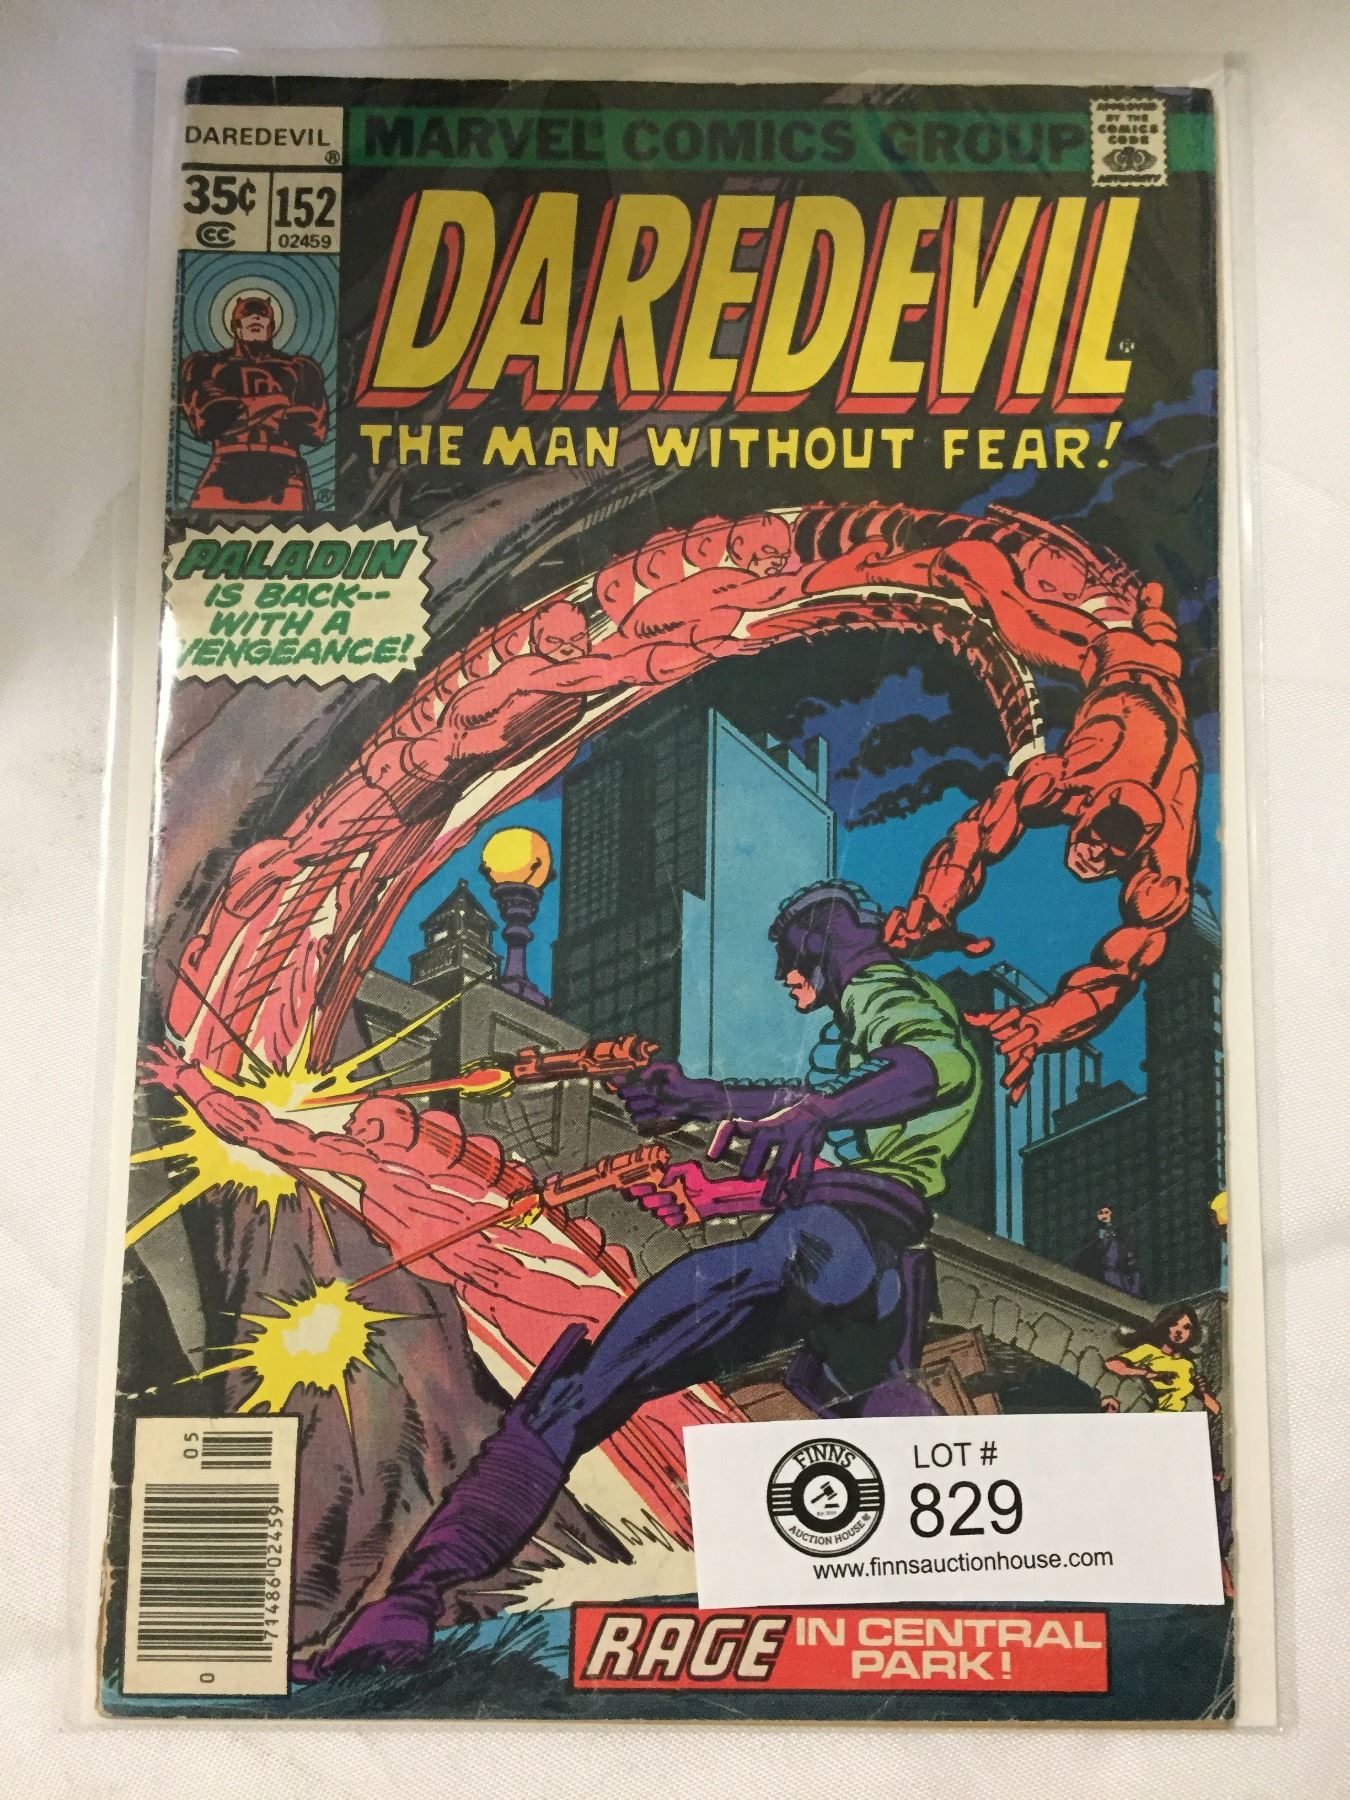 DAREDEVIL ®
MARVEL® COMICS GROUP
APPROVED
BY THE
COMICS
CODE
AUTHORITY
35¢
CC
152
02459
DAREDEVIL®
THE MAN WITHOUT FEAR!
DD
®
PALADIN
IS BACK--
WITH A
VENGEANCE!
05
71486 02459
0
FINNS
AUCTION HOUSE
LOT #
829
www.finnsauctionhouse.com
RAGE IN CENTRAL
PARK!